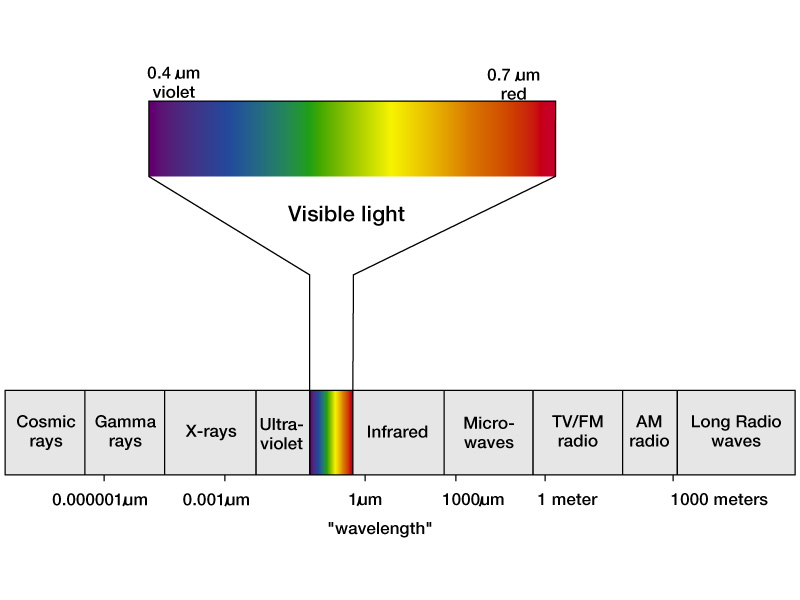 0.4 µm
violet
0.7 µm
red
Visible light
Cosmic
rays
Gamma
rays
X-rays
Ultra-
violet
Infrared
Micro-
waves
TV/FM
radio
AM
radio
Long Radio
waves
0.000001µm
0.001µm
1µm
1000µm
1 meter
1000 meters
"wavelength"